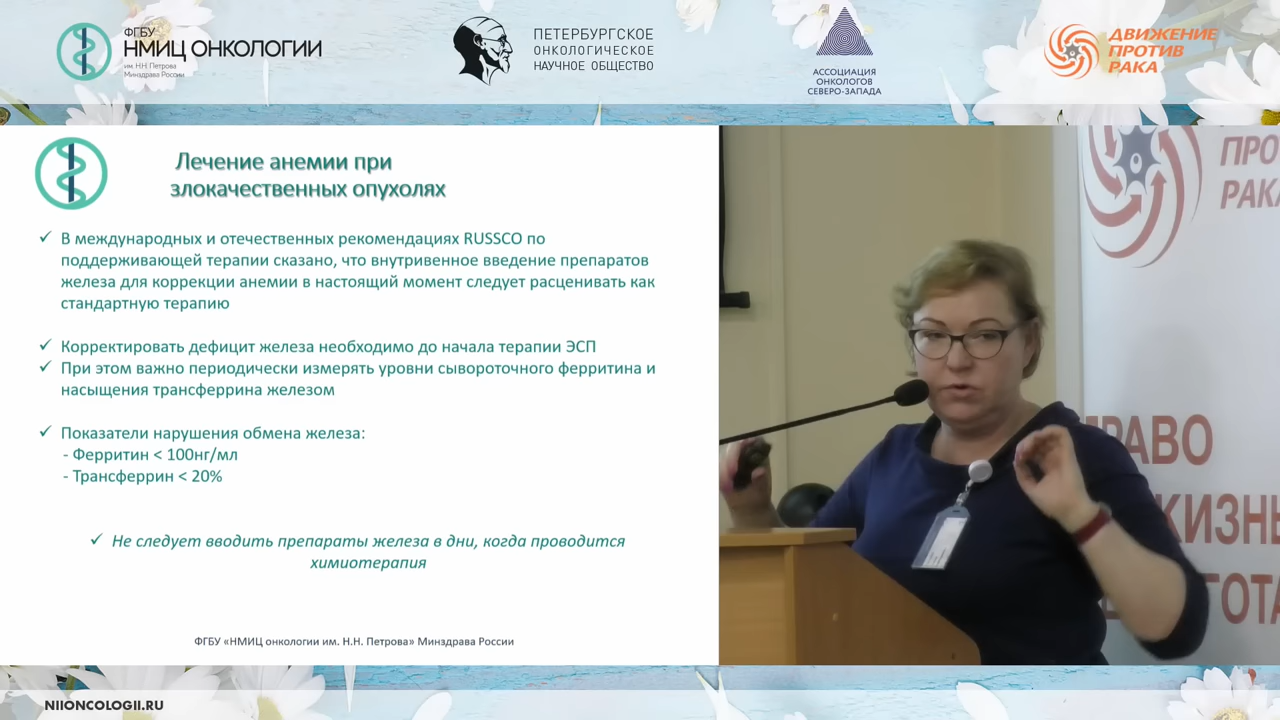 ФГБУ
НМИЦ ОНКОЛОГИИ
им. Н.Н. Петрова
Минздрава России
ПЕТЕРБУРГСКОЕ
ОНКОЛОГИЧЕСКОЕ
НАУЧНОЕ ОБЩЕСТВО
АССОЦИАЦИЯ
ОНКОЛОГОВ
СЕВЕРО-ЗАПАДА
ДВИЖЕНИЕ
ПРОТИВ
РАКА
Лечение анемии при
злокачественных опухолях
✓ В международных и отечественных рекомендациях RUSSCO по
поддерживающей терапии сказано, что внутривенное введение препаратов
железа для коррекции анемии в настоящий момент следует расценивать как
стандартную терапию
✓ Корректировать дефицит железа необходимо до начала терапии ЭСП
✓ При этом важно периодически измерять уровни сывороточного ферритина и
насыщения трансферрина железом
✓ Показатели нарушения обмена железа:
- Ферритин < 100нг/мл
- Трансферрин < 20%
✓ Не следует вводить препараты железа в дни, когда проводится
химиотерапия
ФГБУ «НМИЦ онкологии им. Н.Н. Петрова» Минздрава России
ПРО
РАКА
ПРАВО
ЖИЗНЬ
ГОТА
NIIONCOLOGII.RU